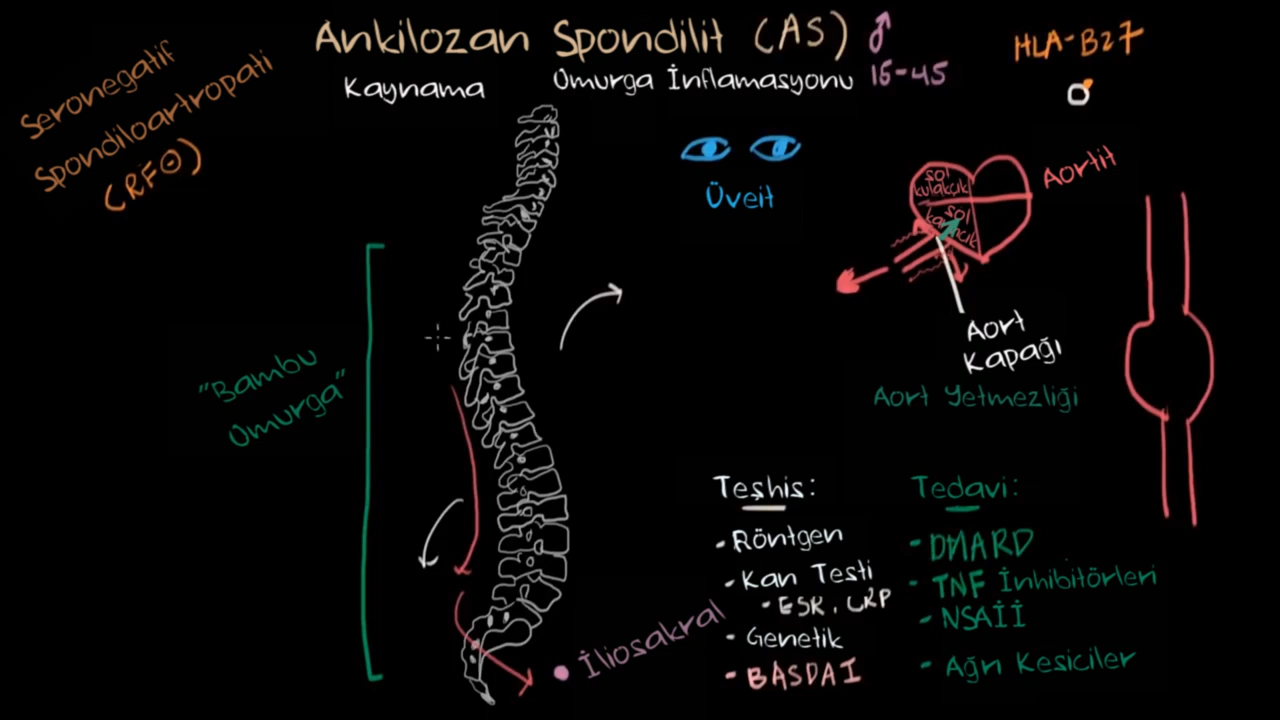 Ankilozan Spondilit (AS) ♂
Kaynama
Omurga İnflamasyonu
16-45
HLA-B27
Seronegatif
Spondiloartropati
(RF⊖)
Üveit
sol
kulakçık
sol
karıncık
Aortit
Aort
Kapağı
Aort Yetmezliği
"Bambu
Omurga"
İliosakral
Teşhis:
- Röntgen
- Kan Testi
- ESR, CRP
- Genetik
- BASDAI
Tedavi:
- DMARD
- TNF İnhibitörleri
- NSAİİ
- Ağrı Kesiciler